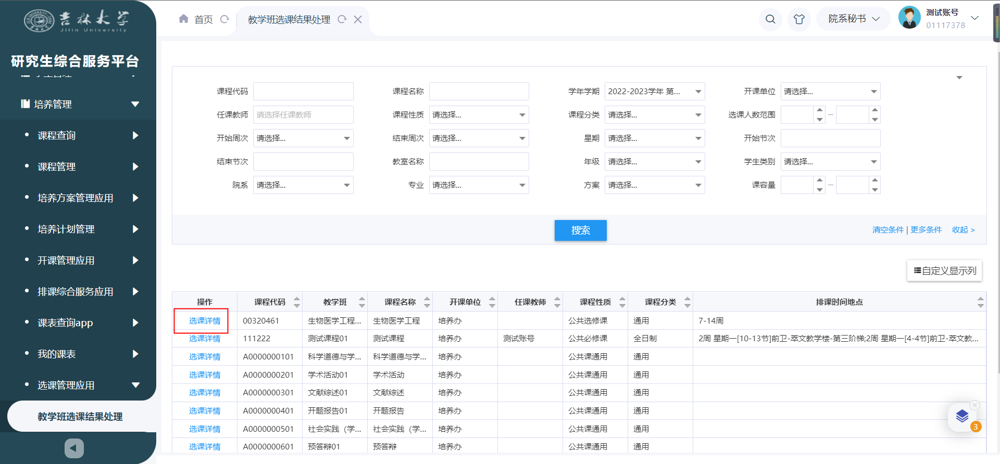 吉林大学
Jilin University
研究生综合服务平台
培养管理
课程查询
课程管理
培养方案管理应用
培养计划管理
开课管理应用
排课综合服务应用
课表查询app
我的课表
选课管理应用
教学班选课结果处理
首页
教学班选课结果处理
院系秘书
测试账号
01117378
课程代码
课程名称
学年学期 2022-2023学年 第...
开课单位 请选择...
任课教师 请选择任课教师
课程性质 请选择...
课程分类 请选择...
选课人数范围 –
开始周次 请选择...
结束周次 请选择...
星期 请选择...
开始节次
结束节次
教室名称
年级 请选择...
学生类别 请选择...
院系 请选择...
专业 请选择...
方案 请选择...
课容量 –
搜索
清空条件 | 更多条件 收起 >
自定义显示列
操作 课程代码 教学班 课程名称 开课单位 任课教师 课程性质 课程分类 排课时间地点
选课详情 00320461 生物医学工程... 生物医学工程 培养办 公共选修课 通用 7-14周
选课详情 111222 测试课程01 测试课程 培养办 测试账号 公共必修课 全日制 2周 星期一[10-13节]前卫-萃文教学楼-第三阶梯;2周 星期一[4-4节]前卫-萃文教...
选课详情 A0000000101 科学道德与学... 科学道德与学... 培养办 公共课通用 通用
选课详情 A0000000201 学术活动01 学术活动 培养办 公共课通用 通用
选课详情 A0000000301 文献综述01 文献综述 培养办 公共课通用 通用
选课详情 A0000000401 开题报告01 开题报告 培养办 公共课通用 通用
选课详情 A0000000501 社会实践（学... 社会实践（学... 培养办 公共课通用 通用
选课详情 A0000000601 预答辩01 预答辩 培养办 公共课通用 通用
3